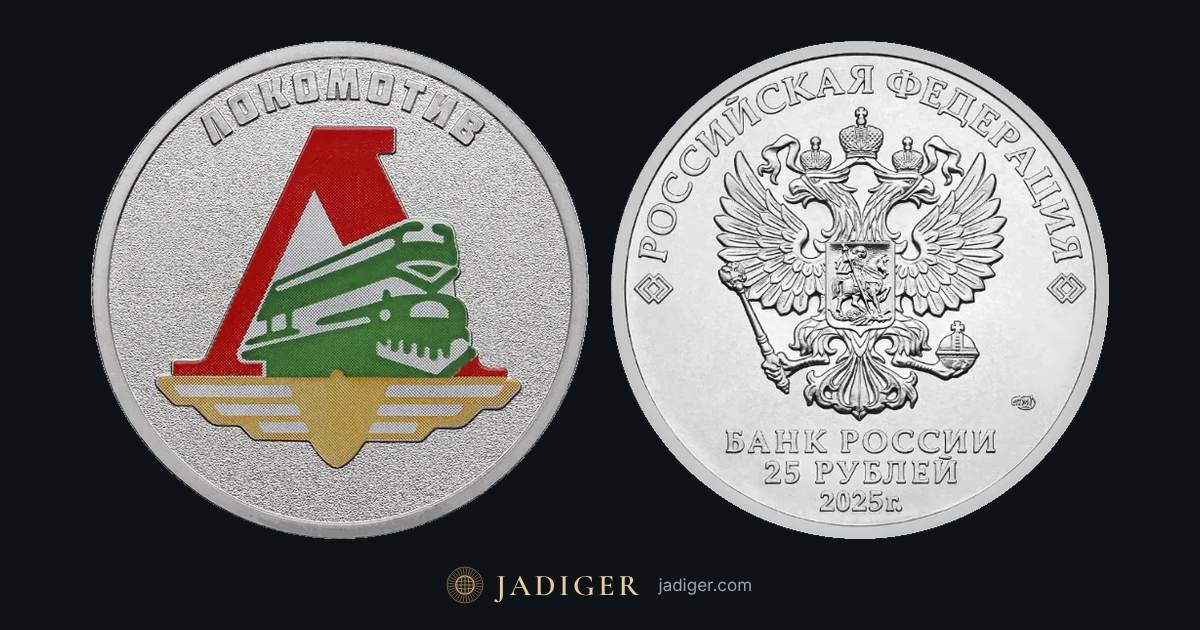 ЛОКОМОТИВ
РОССИЙСКАЯ ФЕДЕРАЦИЯ
БАНК РОССИИ
25 РУБЛЕЙ
2025г.
JADIGER jadiger.com